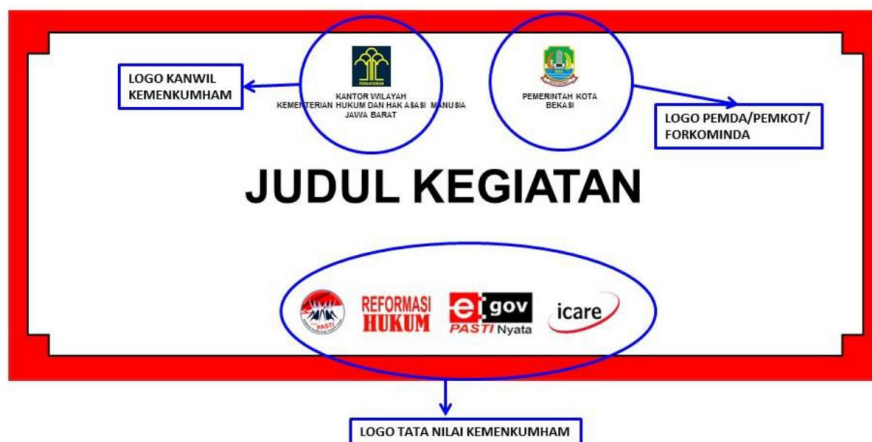 LOGO KANWIL
KEMENKUMHAM
PENGAYOMAN
KANTOR WILAYAH
KEMENTERIAN HUKUM DAN HAK ASASI MANUSIA
JAWA BARAT
PEMERINTAH KOTA
BEKASI
LOGO PEMDA/PEMKOT/
FORKOMINDA
JUDUL KEGIATAN
PASTI
REFORMASI
HUKUM
e gov
PASTI Nyata
icare
LOGO TATA NILAI KEMENKUMHAM